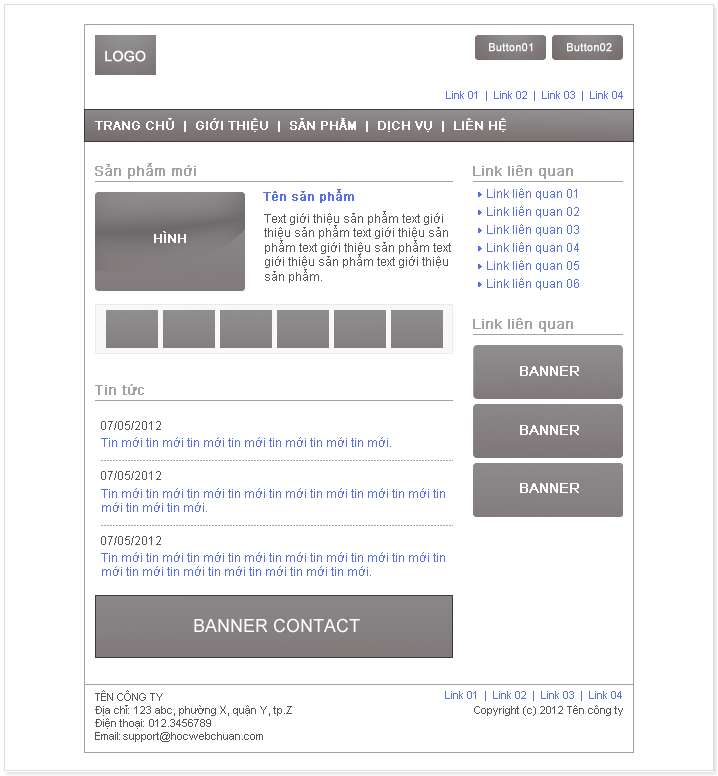 LOGO
Button01 Button02
Link 01 | Link 02 | Link 03 | Link 04
TRANG CHỦ | GIỚI THIỆU | SẢN PHẨM | DỊCH VỤ | LIÊN HỆ
Sản phẩm mới
HÌNH
Tên sản phẩm
Text giới thiệu sản phẩm text giới
thiệu sản phẩm text giới thiệu sản
phẩm text giới thiệu sản phẩm text
giới thiệu sản phẩm text giới thiệu
sản phẩm.
Tin tức
07/05/2012
Tin mới tin mới tin mới tin mới tin mới tin mới tin mới.
07/05/2012
Tin mới tin mới tin mới tin mới tin mới tin mới tin mới tin
mới tin mới tin mới.
07/05/2012
Tin mới tin mới tin mới tin mới tin mới tin mới tin mới tin
mới tin mới tin mới tin mới tin mới tin mới tin mới.
BANNER CONTACT
Link liên quan
Link liên quan 01
Link liên quan 02
Link liên quan 03
Link liên quan 04
Link liên quan 05
Link liên quan 06
Link liên quan
BANNER
BANNER
BANNER
TÊN CÔNG TY
Địa chỉ: 123 abc, phường X, quận Y, tp.Z
Điện thoại: 012.3456789
Email: support@hocwebchuan.com
Link 01 | Link 02 | Link 03 | Link 04
Copyright (c) 2012 Tên công ty